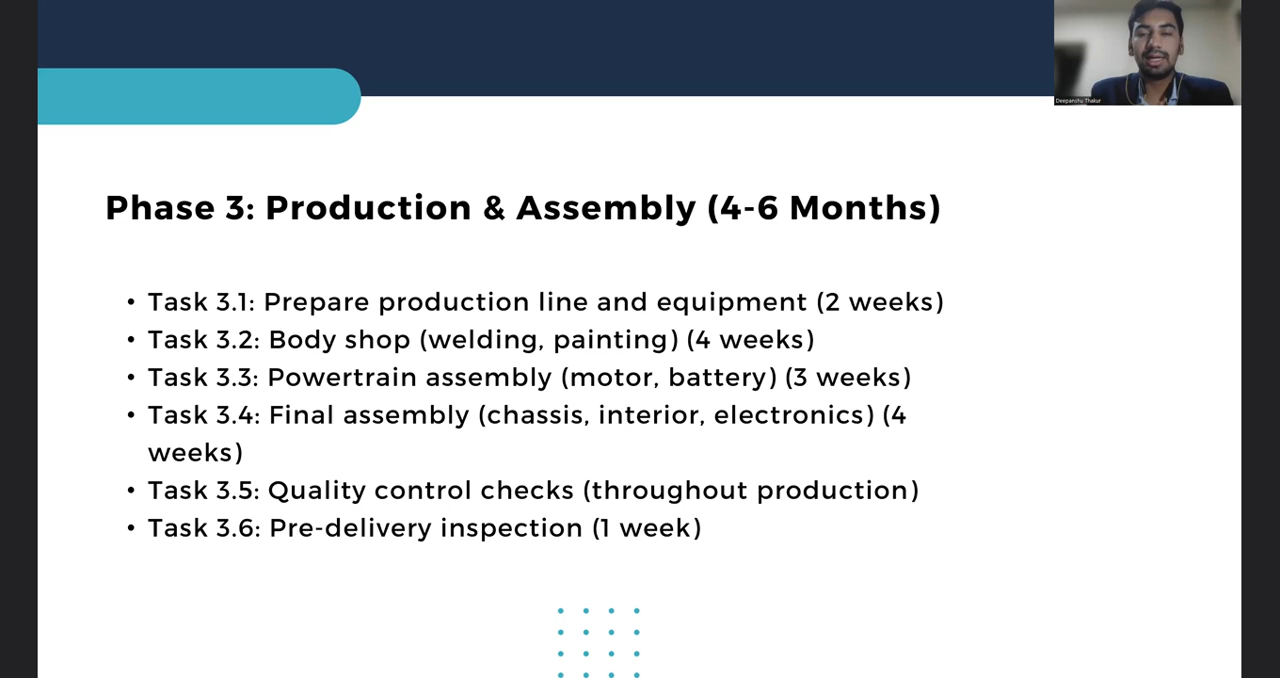 Deepanshu Thakur
Phase 3: Production & Assembly (4-6 Months)
• Task 3.1: Prepare production line and equipment (2 weeks)
• Task 3.2: Body shop (welding, painting) (4 weeks)
• Task 3.3: Powertrain assembly (motor, battery) (3 weeks)
• Task 3.4: Final assembly (chassis, interior, electronics) (4
weeks)
• Task 3.5: Quality control checks (throughout production)
• Task 3.6: Pre-delivery inspection (1 week)